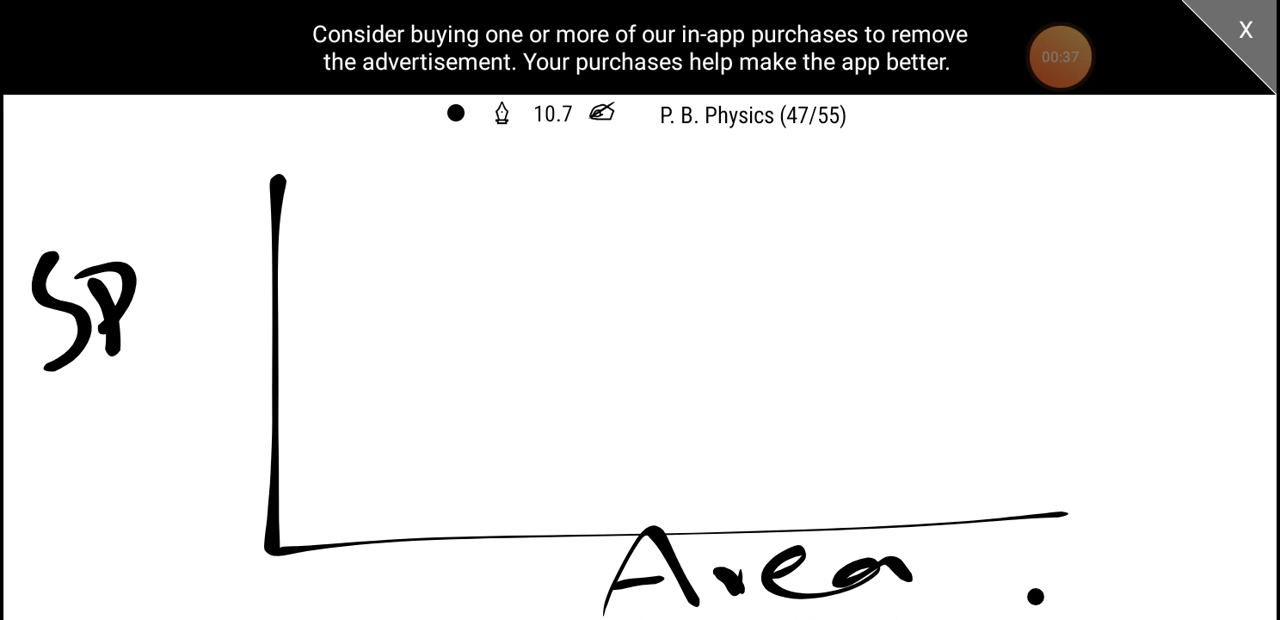 Consider buying one or more of our in-app purchases to remove
the advertisement. Your purchases help make the app better.
00:37
X
10.7 P. B. Physics (47/55)
SP
Area